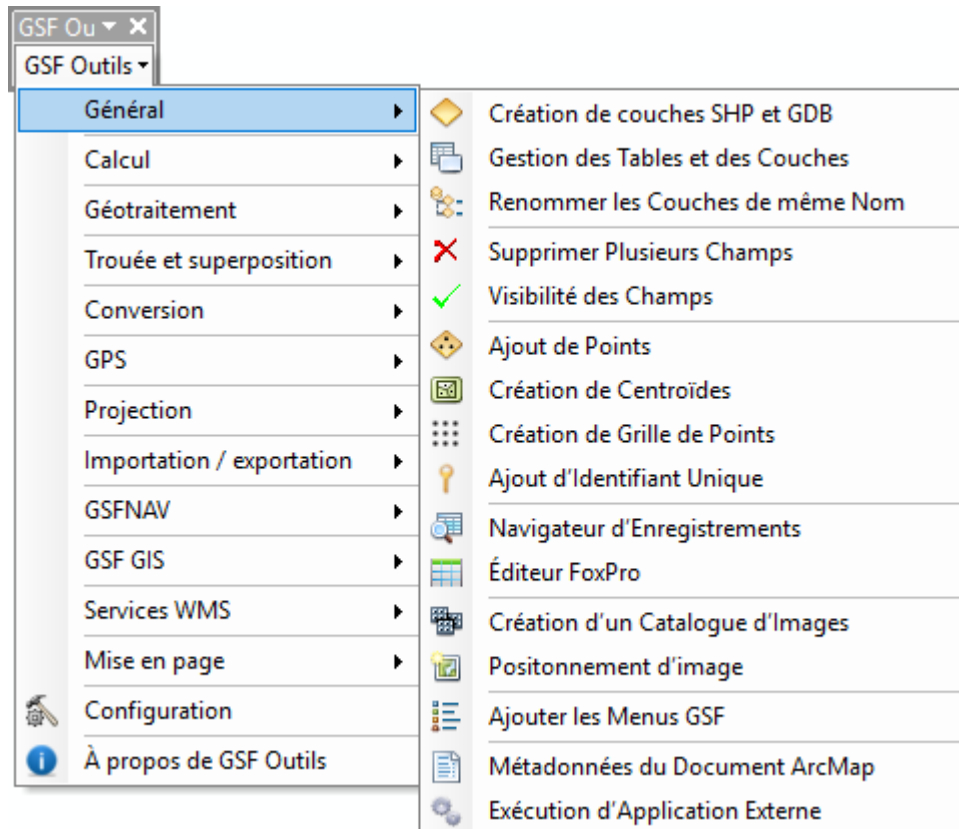 GSF Ou
GSF Outils
Général
Calcul
Géotraitement
Trouée et superposition
Conversion
GPS
Projection
Importation / exportation
GSFNAV
GSF GIS
Services WMS
Mise en page
Configuration
À propos de GSF Outils
Création de couches SHP et GDB
Gestion des Tables et des Couches
Renommer les Couches de même Nom
Supprimer Plusieurs Champs
Visibilité des Champs
Ajout de Points
Création de Centroïdes
Création de Grille de Points
Ajout d'Identifiant Unique
Navigateur d'Enregistrements
Éditeur FoxPro
Création d'un Catalogue d'Images
Positonnement d'image
Ajouter les Menus GSF
Métadonnées du Document ArcMap
Exécution d'Application Externe